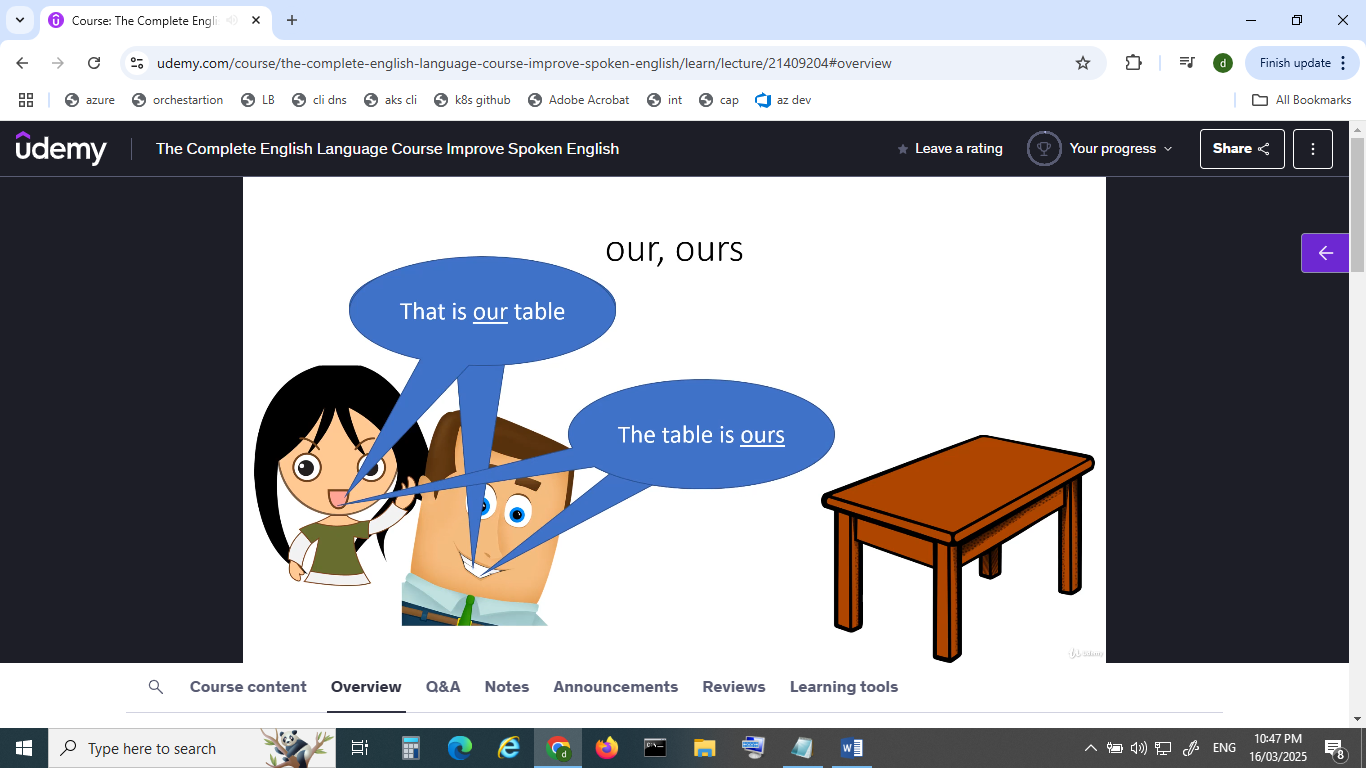 Course: The Complete Engli
udemy.com/course/the-complete-english-language-course-improve-spoken-english/learn/lecture/21409204#overview
d
Finish update
azure
orchestartion
LB
cli dns
aks cli
k8s github
Adobe Acrobat
int
cap
az dev
All Bookmarks
udemy
The Complete English Language Course Improve Spoken English
Leave a rating
Your progress
Share
our, ours
That is our table
The table is ours
Udemy
Course content
Overview
Q&A
Notes
Announcements
Reviews
Learning tools
Type here to search
d
ENG
10:47 PM
16/03/2025
8